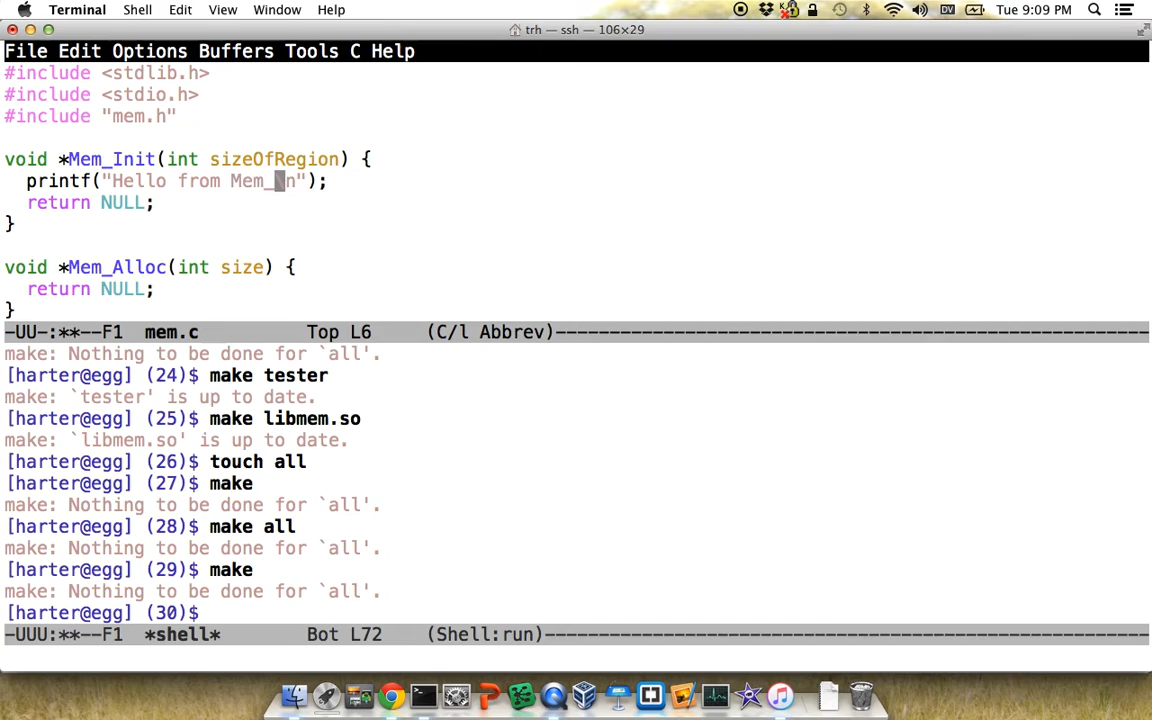 Terminal Shell Edit View Window Help DV Tue 9:09 PM
trh — ssh — 106×29
File Edit Options Buffers Tools C Help
#include <stdlib.h>
#include <stdio.h>
#include "mem.h"
void *Mem_Init(int sizeOfRegion) {
printf("Hello from Mem_\n");
return NULL;
}
void *Mem_Alloc(int size) {
return NULL;
}
-UU-:**--F1 mem.c Top L6 (C/l Abbrev)-------------------------------------------------------
make: Nothing to be done for `all'.
[harter@egg] (24)$ make tester
make: `tester' is up to date.
[harter@egg] (25)$ make libmem.so
make: `libmem.so' is up to date.
[harter@egg] (26)$ touch all
[harter@egg] (27)$ make
make: Nothing to be done for `all'.
[harter@egg] (28)$ make all
make: Nothing to be done for `all'.
[harter@egg] (29)$ make
make: Nothing to be done for `all'.
[harter@egg] (30)$
-UUU:**--F1 *shell* Bot L72 (Shell:run)--------------------------------------------------------